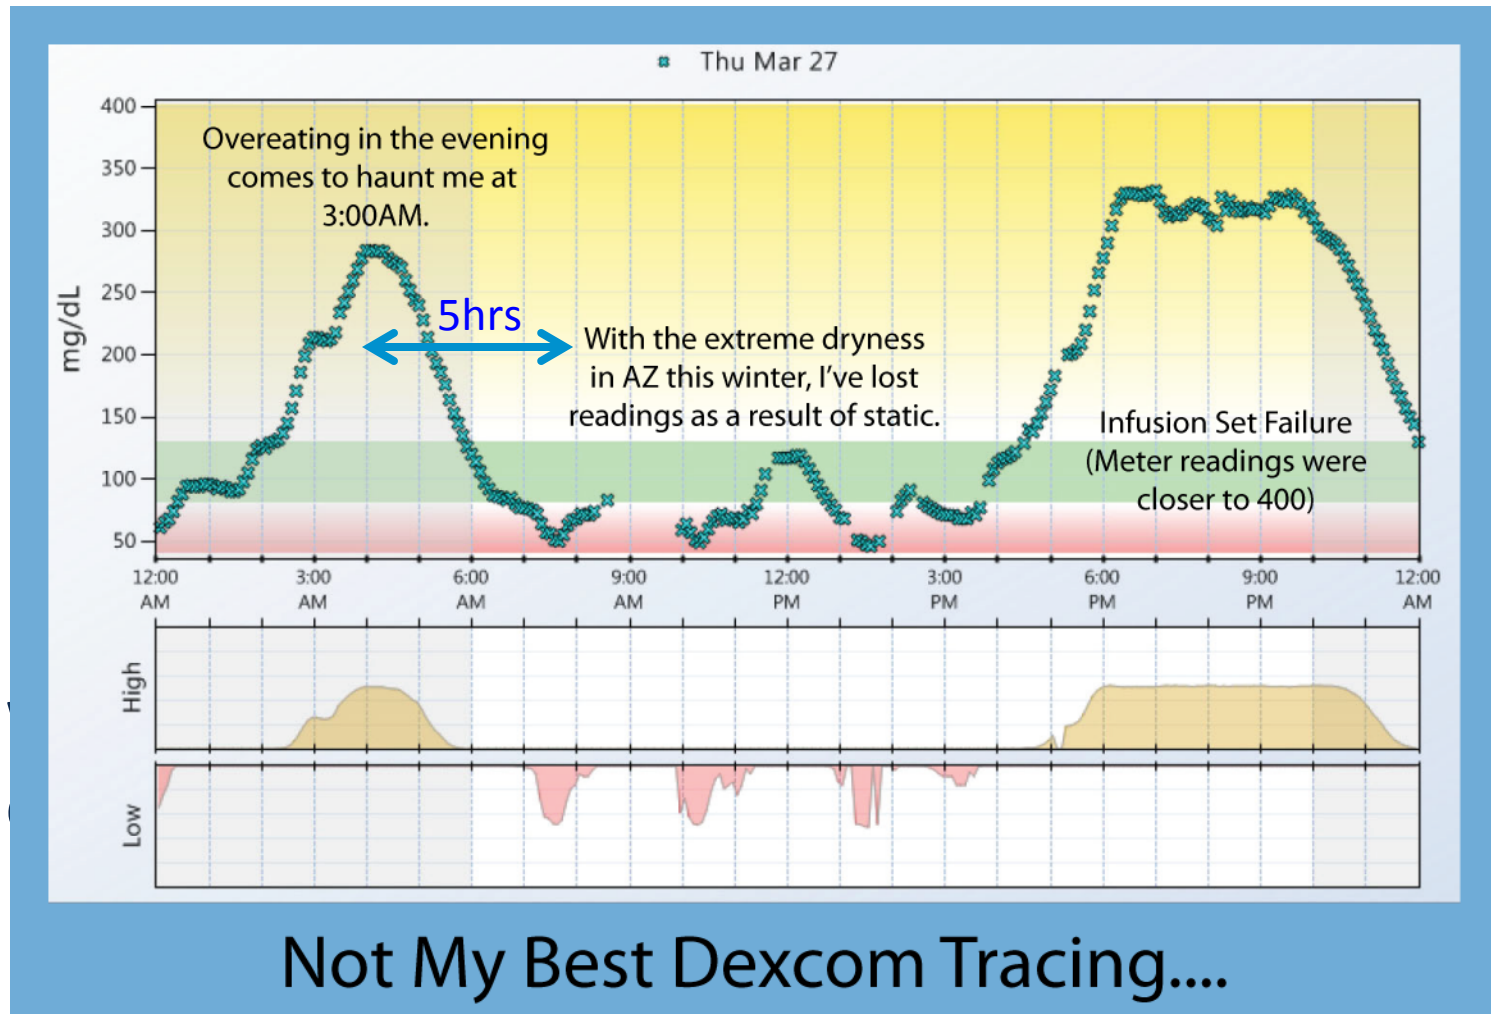 Thu Mar 27
400
350
300
250
200
150
100
50
mg/dL
Overeating in the evening
comes to haunt me at
3:00AM.
5hrs
With the extreme dryness
in AZ this winter, I've lost
readings as a result of static.
Infusion Set Failure
(Meter readings were
closer to 400)
12:00 3:00 6:00 9:00 12:00 3:00 6:00 9:00 12:00
AM AM AM AM PM PM PM PM AM
High
Low
Not My Best Dexcom Tracing....